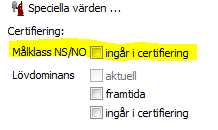 Speciella värden ...
Certifiering:
Målklass NS/NO ingår i certifiering
Lövdominans aktuell
framtida
ingår i certifiering